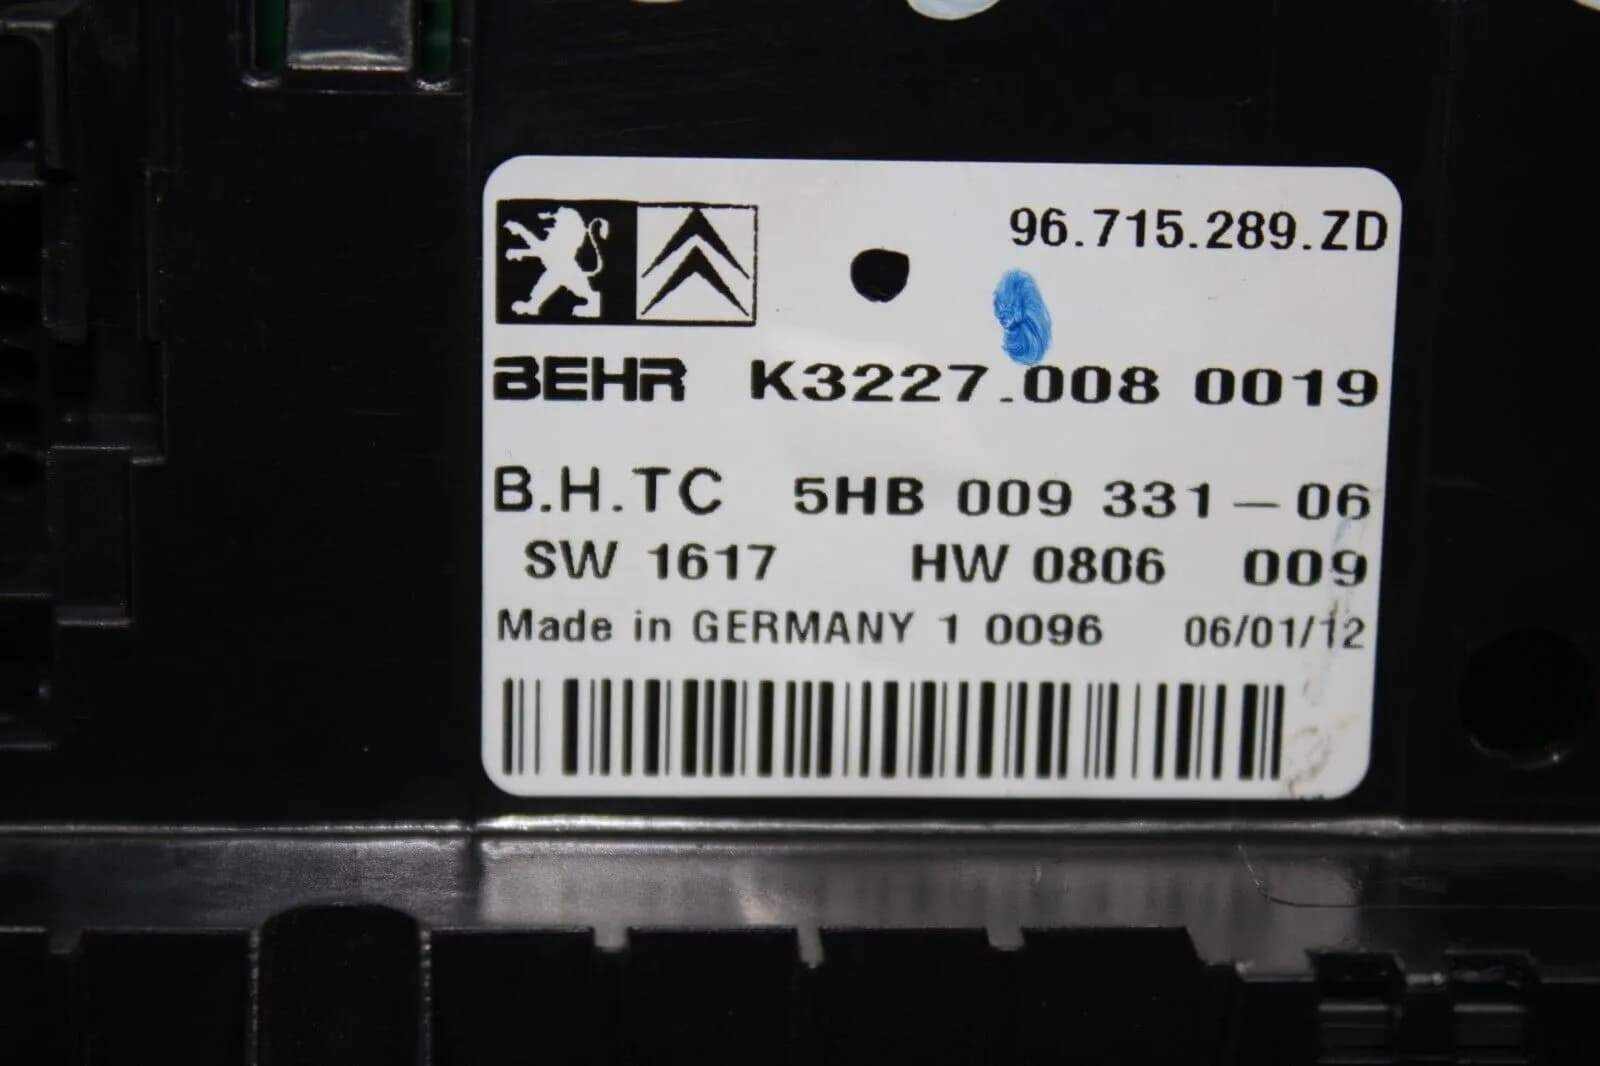 96.715.289.ZD
BEHR K3227.008 0019
B.H.TC 5HB 009 331-06
SW 1617 HW 0806 009
Made in GERMANY 1 0096 06/01/12